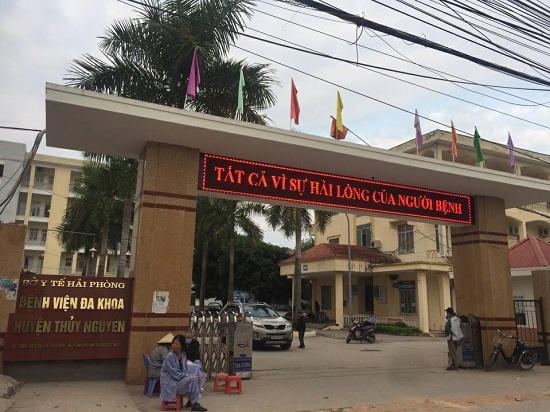 TẤT CẢ VÌ SỰ HÀI LÒNG CỦA NGƯỜI BỆNH
SỞ Y TẾ HẢI PHÒNG
BỆNH VIỆN ĐA KHOA
HUYỆN THỦY NGUYÊN